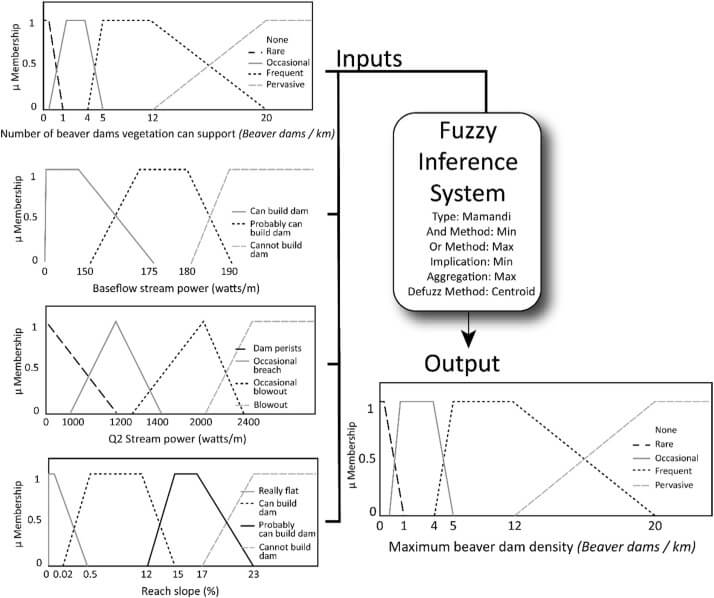 μ Membership
1
0.5
0
None
Rare
Occasional
Frequent
Pervasive
0 1 4 5 12 20
Number of beaver dams vegetation can support (Beaver dams / km)
μ Membership
1
0.5
0
Can build dam
Probably can
build dam
Cannot build
dam
0 150 175 180 190
Baseflow stream power (watts/m)
μ Membership
1
0.5
0
Dam perists
Occasional
breach
Occasional
blowout
Blowout
0 1000 1200 1400 2000 2400
Q2 Stream power (watts/m)
μ Membership
1
0.5
0
Really flat
Can build
dam
Probably
can build dam
Cannot build
dam
0 0.02 0.5 12 15 17 23
Reach slope (%)
Inputs
Fuzzy
Inference
System
Type: Mamandi
And Method: Min
Or Method: Max
Implication: Min
Aggregation: Max
Defuzz Method: Centroid
Output
μ Membership
1
0.5
0
None
Rare
Occasional
Frequent
Pervasive
0 1 4 5 12 20
Maximum beaver dam density (Beaver dams / km)